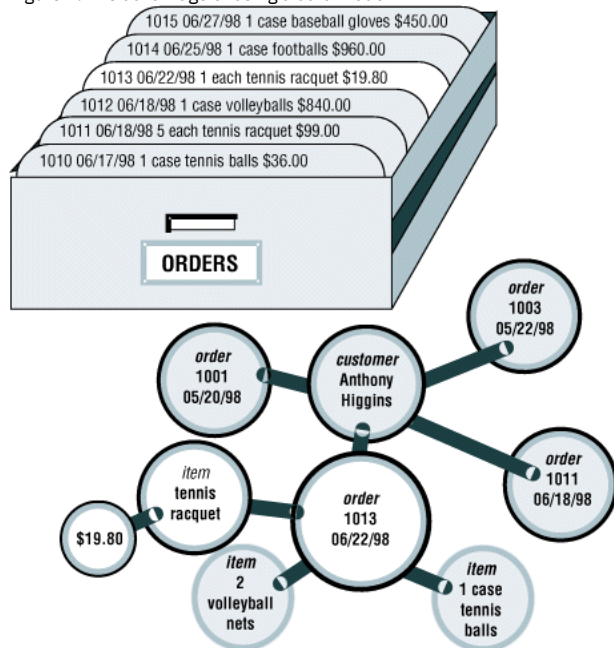 1015 06/27/98 1 case baseball gloves $450.00
1014 06/25/98 1 case footballs $960.00
1013 06/22/98 1 each tennis racquet $19.80
1012 06/18/98 1 case volleyballs $840.00
1011 06/18/98 5 each tennis racquet $99.00
1010 06/17/98 1 case tennis balls $36.00
ORDERS
order
1003
05/22/98
order
1001
05/20/98
customer
Anthony
Higgins
item
tennis
racquet
order
1013
06/22/98
order
1011
06/18/98
$19.80
item
2
volleyball
nets
item
1 case
tennis
balls